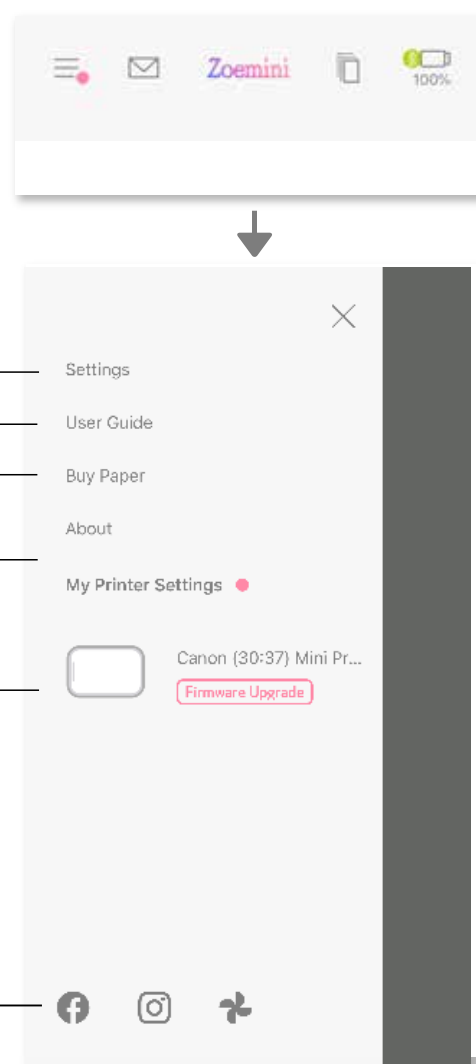 Zoemini
100%
Settings
User Guide
Buy Paper
About
My Printer Settings
Canon (30:37) Mini Pr...
Firmware Upgrade